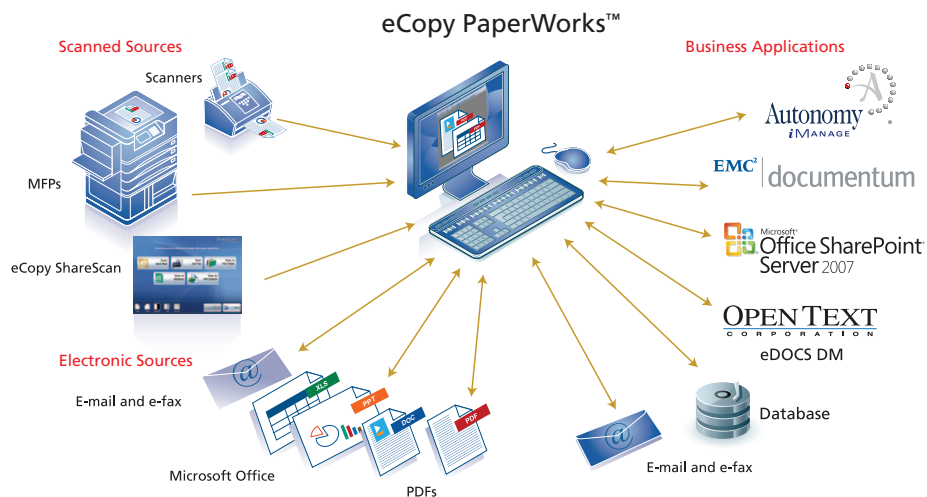 eCopy PaperWorks™
Scanned Sources
Scanners
MFPs
eCopy ShareScan
Electronic Sources
E-mail and e-fax
@
XLS
PPT
DOC
PDF
Microsoft Office
PDFs
Business Applications
A
Autonomy
iManage
EMC² documentum
Microsoft®
Office SharePoint®
Server 2007
OPEN TEXT
CORPORATION
eDOCS DM
Database
@
E-mail and e-fax